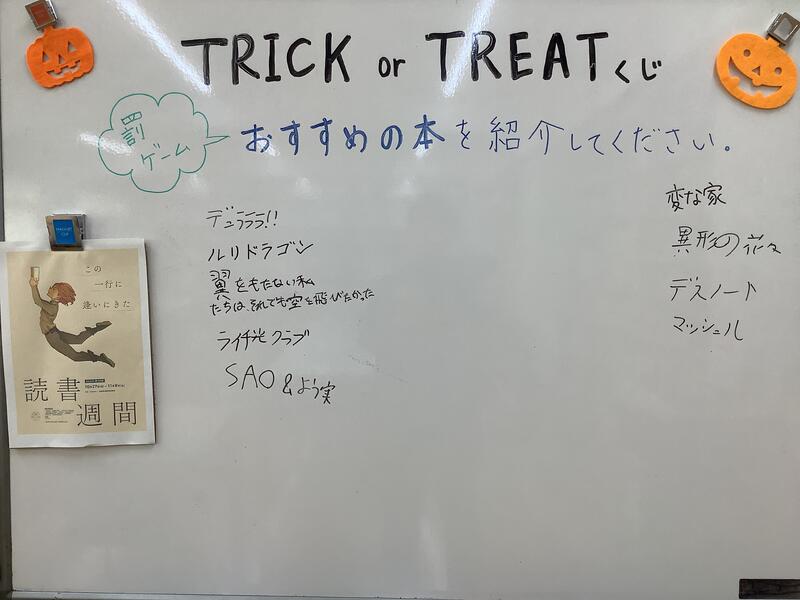 TRICK or TREATくじ
罰
ゲーム
おすすめの本を紹介してください。
デュラララ!!
ルリドラゴン
翼をもたない私
たちは、それでも空を飛びたかった
ライチ光クラブ
SAO&よう実
変な家
異形の花々
デスノート
マッシュル
この
一行に
逢いにきた
読書
週間